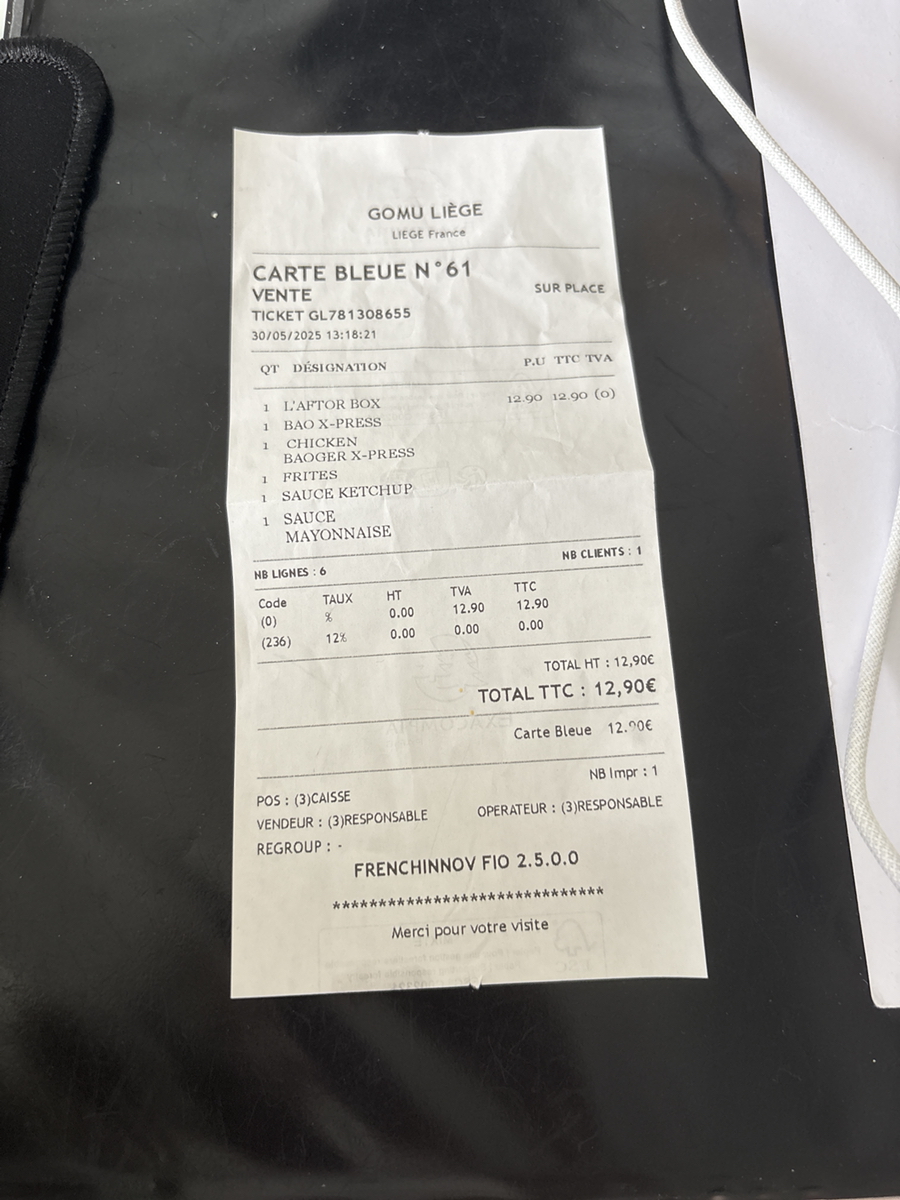 GOMU LIÈGE
LIEGE France
CARTE BLEUE N°61
VENTE SUR PLACE
TICKET GL781308655
30/05/2025 13:18:21
QT DÉSIGNATION P.U TTC TVA
1 L'AFTOR BOX 12.90 12.90 (0)
1 BAO X-PRESS
1 CHICKEN
BAOGER X-PRESS
1 FRITES
1 SAUCE KETCHUP
1 SAUCE
MAYONNAISE
NB LIGNES : 6 NB CLIENTS : 1
Code TAUX HT TVA TTC
(0) % 0.00 12.90 12.90
(236) 12% 0.00 0.00 0.00
TOTAL HT : 12,90€
TOTAL TTC : 12,90€
Carte Bleue 12.90€
NB Impr : 1
POS : (3)CAISSE
VENDEUR : (3)RESPONSABLE OPERATEUR : (3)RESPONSABLE
REGROUP : -
FRENCHINNOV FIO 2.5.0.0
*****************************
Merci pour votre visite